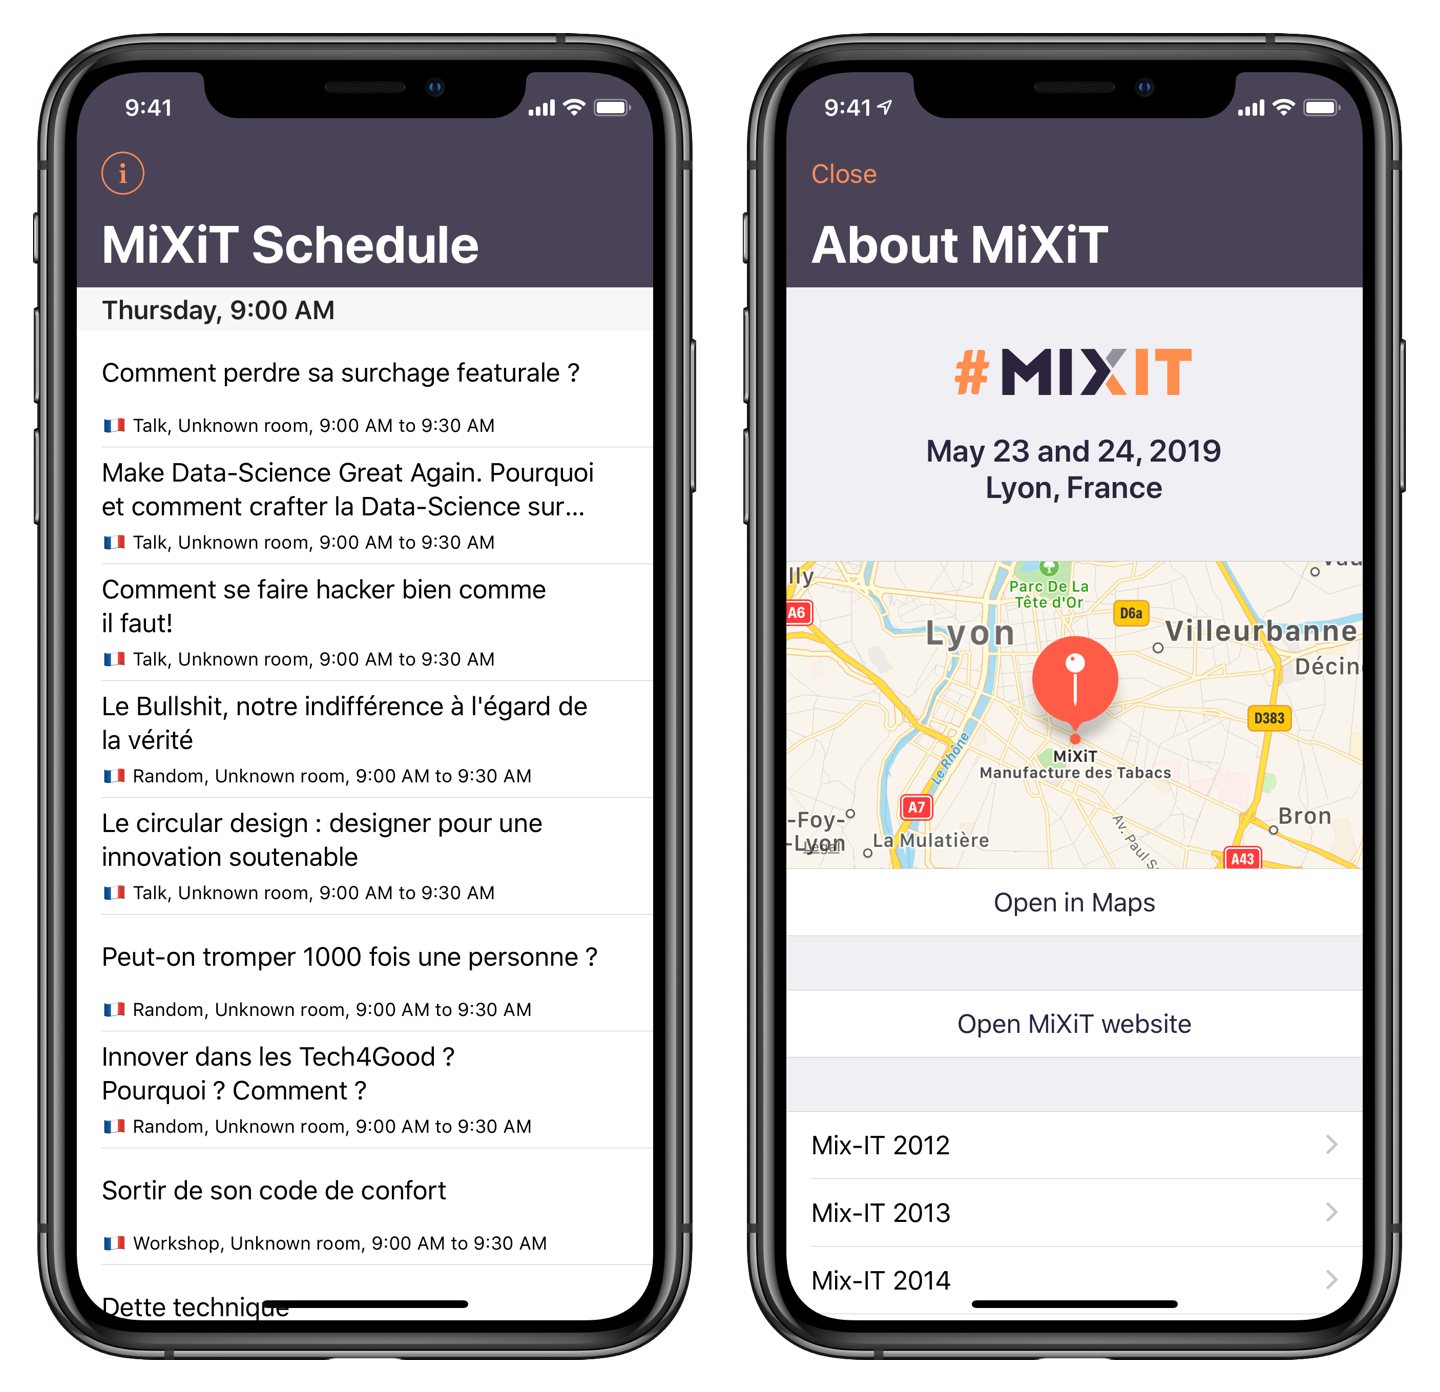 9:41
i
MiXiT Schedule
Thursday, 9:00 AM
Comment perdre sa surchage featurale ?
Talk, Unknown room, 9:00 AM to 9:30 AM
Make Data-Science Great Again. Pourquoi
et comment crafter la Data-Science sur...
Talk, Unknown room, 9:00 AM to 9:30 AM
Comment se faire hacker bien comme
il faut!
Talk, Unknown room, 9:00 AM to 9:30 AM
Le Bullshit, notre indifférence à l'égard de
la vérité
Random, Unknown room, 9:00 AM to 9:30 AM
Le circular design : designer pour une
innovation soutenable
Talk, Unknown room, 9:00 AM to 9:30 AM
Peut-on tromper 1000 fois une personne ?
Random, Unknown room, 9:00 AM to 9:30 AM
Innover dans les Tech4Good ?
Pourquoi ? Comment ?
Random, Unknown room, 9:00 AM to 9:30 AM
Sortir de son code de confort
Workshop, Unknown room, 9:00 AM to 9:30 AM
Dette technique
9:41
Close
About MiXiT
#MIXIT
May 23 and 24, 2019
Lyon, France
lly
Parc De La
Tête d'Or
A6
D6a
Lyon
Villeurbanne
Décin
D383
Le Rhône
MiXiT
Manufacture des Tabacs
A7
-Foy-
-Lyon
Legal
La Mulatière
Av. Paul S
Bron
A43
Open in Maps
Open MiXiT website
Mix-IT 2012
Mix-IT 2013
Mix-IT 2014